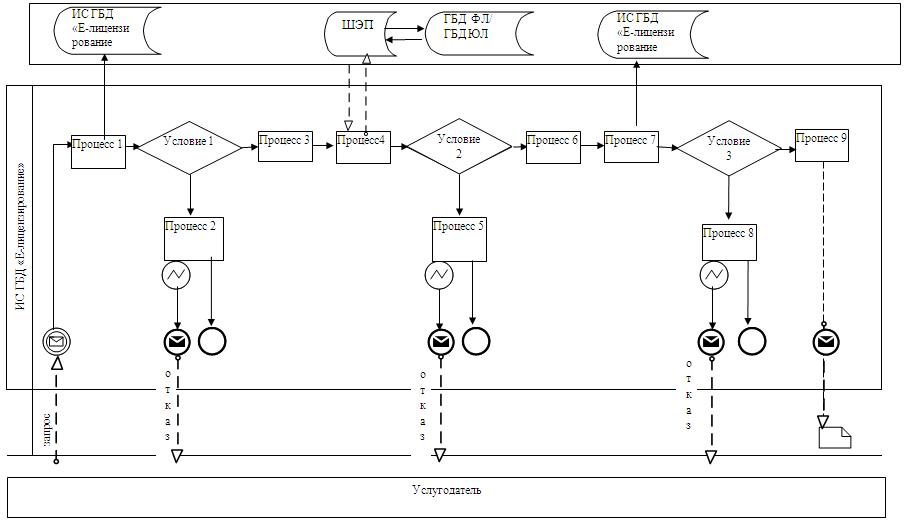 ИС ГБД
«Е-лицензи
рование
ШЭП
ГБД ФЛ/
ГБД ЮЛ
ИС ГБД
«Е-лицензи
рование
ИС ГБД «Е-лицензирование»
Процесс 1
Условие 1
Процесс 3
Процесс4
Условие
2
Процесс 6
Процесс 7
Условие
3
Процесс 9
Процесс 2
Процесс 5
Процесс 8
запрос
отказ
отказ
отказ
Услугодатель